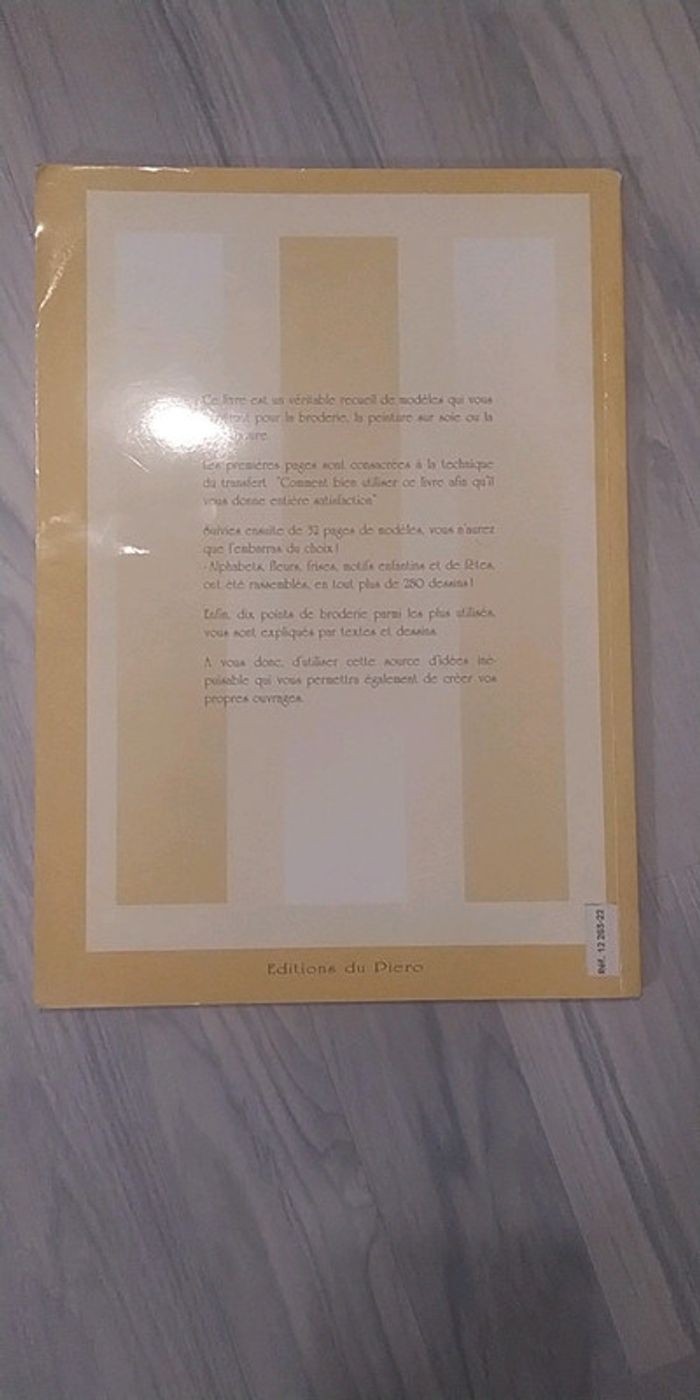 Ce livre est un véritable recueil de modèles qui vous
pour la broderie, la peinture sur soie ou la
Les premières pages sont consacrées à la technique
du transfert. "Comment bien utiliser ce livre afin qu'il
vous donne entière satisfaction"
Suivies ensuite de 32 pages de modèles, vous n'aurez
que l'embarras du choix !
-Alphabets, fleurs, frises, motifs enfantins et de fêtes,
ont été rassemblés, en tout plus de 280 dessins !
Enfin, dix points de broderie parmi les plus utilisés,
vous sont expliqués par textes et dessins.
A vous donc, d'utiliser cette source d'idées iné-
puisable qui vous permettra également de créer vos
propres ouvrages.
Editions du Piero
Réf. 12 203-22